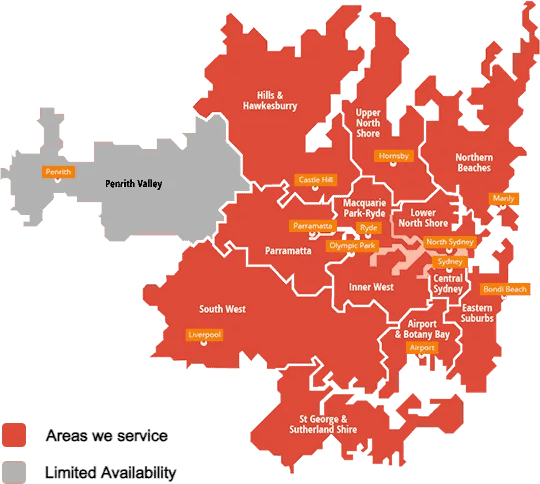 Hills &
Hawkesburry
Upper
North
Shore
Hornsby
Northern
Beaches
Penrith
Penrith Valley
Castle Hill
Macquarie
Park-Ryde
Manly
Lower
North Shore
Parramatta
Ryde
Olympic Park
North Sydney
Parramatta
Sydney
Inner West
Central
Sydney
Bondi Beach
South West
Eastern
Suburbs
Airport
& Botany Bay
Liverpool
Airport
St George &
Sutherland Shire
Areas we service
Limited Availability